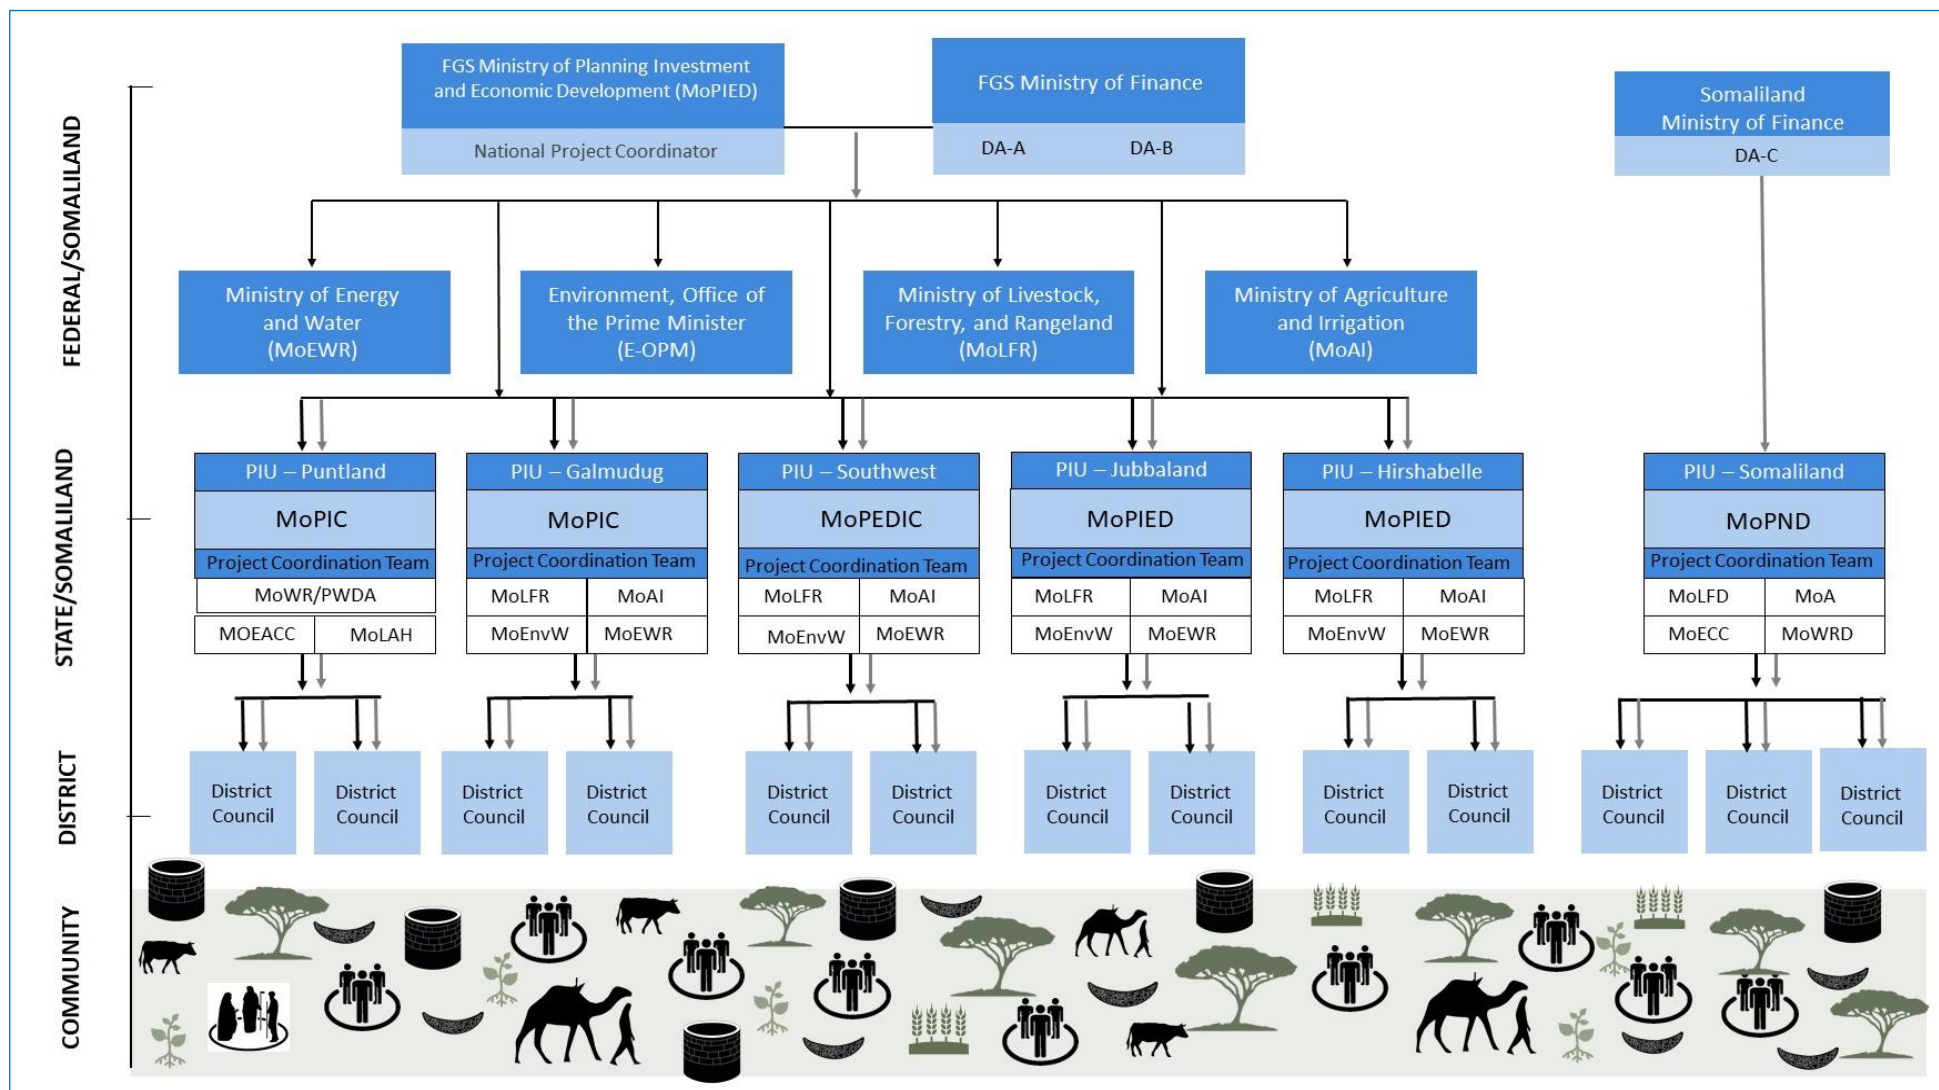 FGS Ministry of Planning Investment
and Economic Development (MoPIED)
National Project Coordinator
FGS Ministry of Finance
DA-A DA-B
Somaliland
Ministry of Finance
DA-C
FEDERAL/SOMALILAND
Ministry of Energy
and Water
(MoEWR)
Environment, Office of
the Prime Minister
(E-OPM)
Ministry of Livestock,
Forestry, and Rangeland
(MoLFR)
Ministry of Agriculture
and Irrigation
(MoAI)
STATE/SOMALILAND
PIU – Puntland
MoPIC
Project Coordination Team
MoWR/PWDA
MOEACC MoLAH
PIU – Galmudug
MoPIC
Project Coordination Team
MoLFR MoAI
MoEnvW MoEWR
PIU – Southwest
MoPEDIC
Project Coordination Team
MoLFR MoAI
MoEnvW MoEWR
PIU – Jubbaland
MoPIED
Project Coordination Team
MoLFR MoAI
MoEnvW MoEWR
PIU – Hirshabelle
MoPIED
Project Coordination Team
MoLFR MoAI
MoEnvW MoEWR
PIU – Somaliland
MoPND
Project Coordination Team
MoLFD MoA
MoECC MoWRD
DISTRICT
District
Council
District
Council
District
Council
District
Council
District
Council
District
Council
District
Council
District
Council
District
Council
District
Council
District
Council
District
Council
District
Council
COMMUNITY